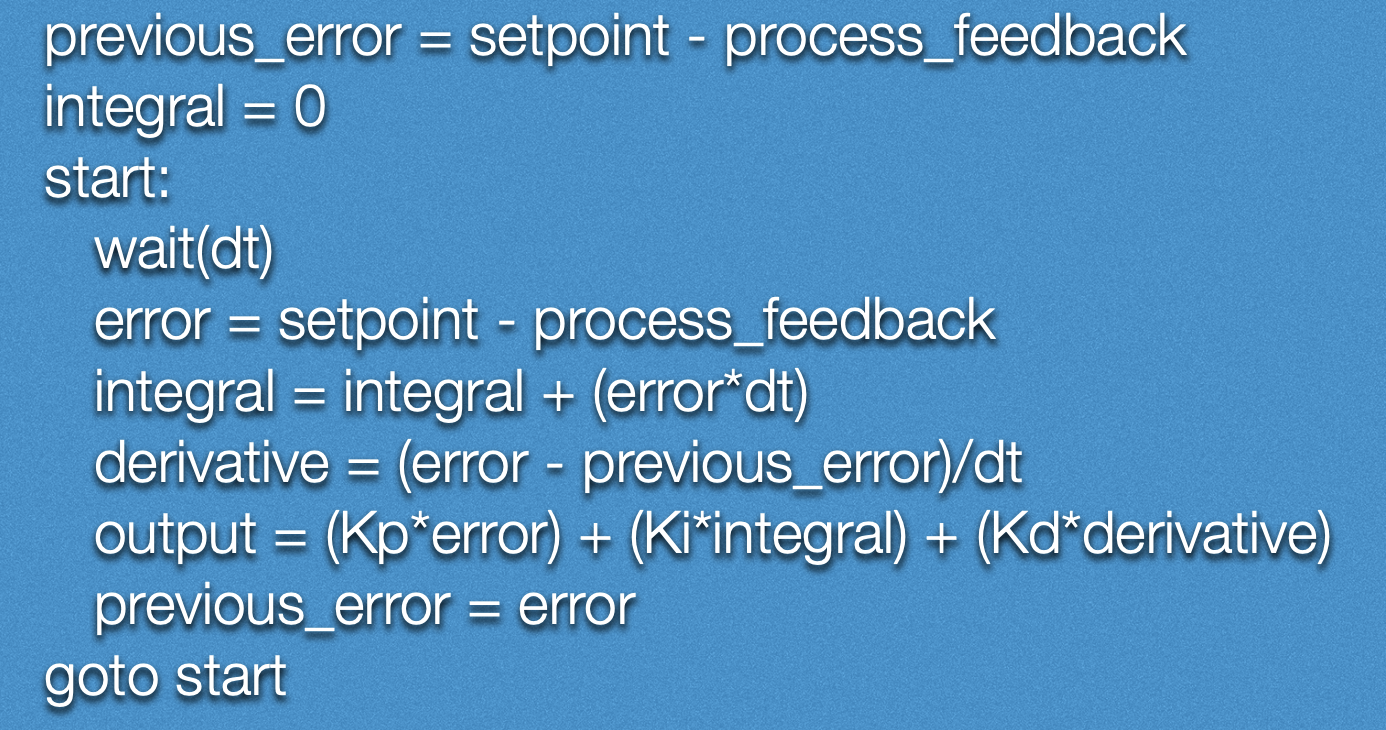 previous_error = setpoint - process_feedback
integral = 0
start:
wait(dt)
error = setpoint - process_feedback
integral = integral + (error*dt)
derivative = (error - previous_error)/dt
output = (Kp*error) + (Ki*integral) + (Kd*derivative)
previous_error = error
goto start